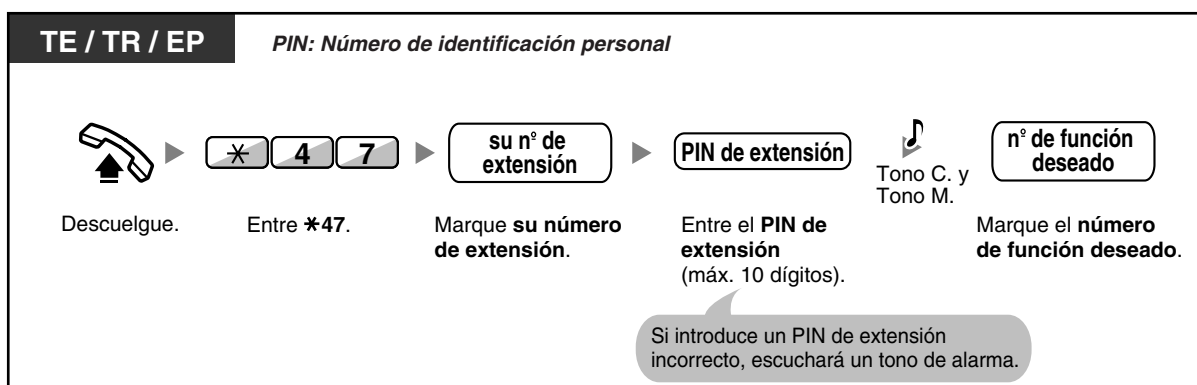 TE / TR / EP
PIN: Número de identificación personal
* 4 7
su nº de
extensión
PIN de extensión
Tono C. y
Tono M.
nº de función
deseado
Descuelgue.
Entre *47.
Marque su número
de extensión.
Entre el PIN de
extensión
(máx. 10 dígitos).
Marque el número
de función deseado.
Si introduce un PIN de extensión
incorrecto, escuchará un tono de alarma.